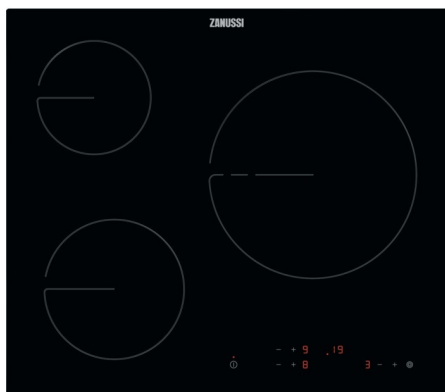 ZANUSSI
- + 9 .19
- + 8 3 - +